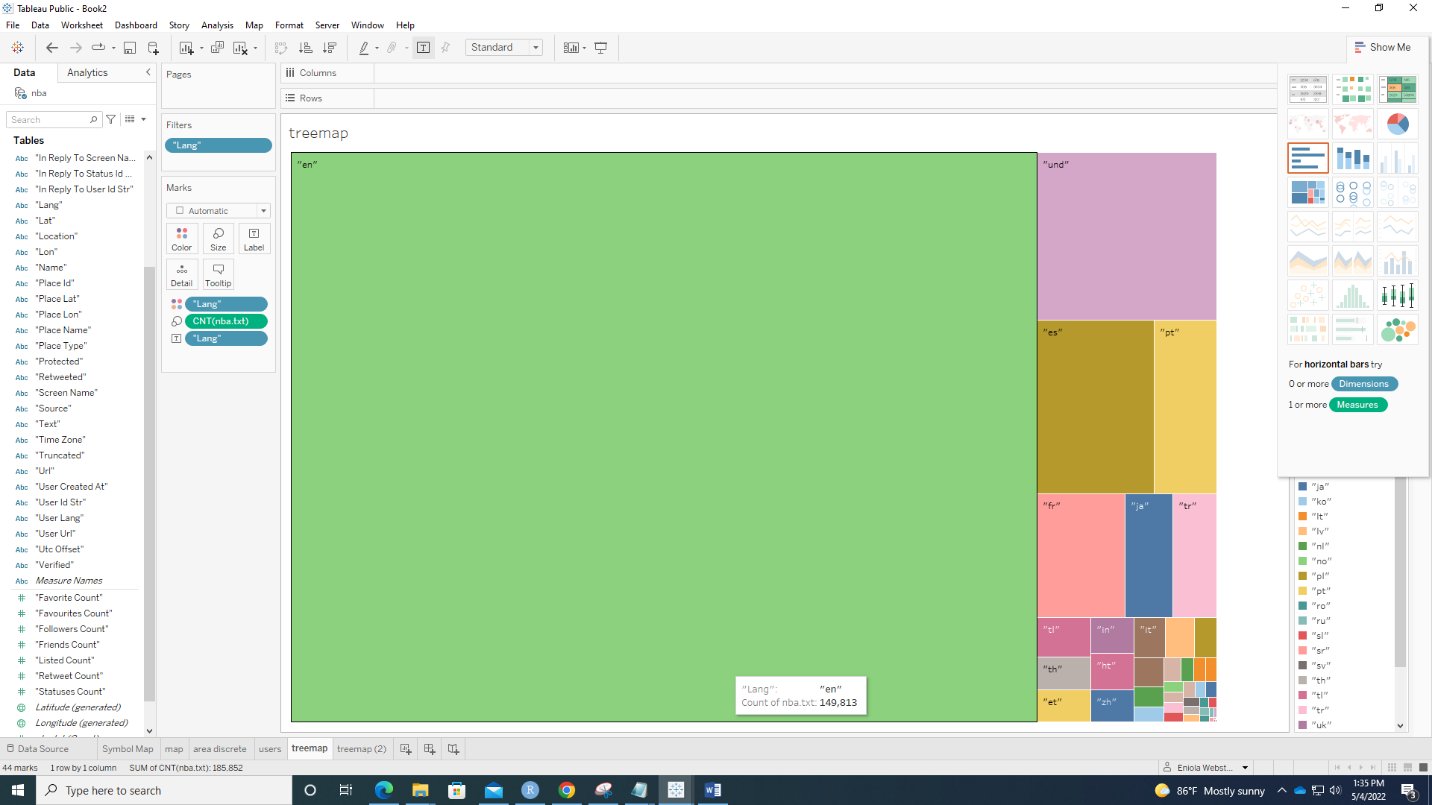 Tableau Public - Book2
File Data Worksheet Dashboard Story Analysis Map Format Server Window Help
Standard
Show Me
Data Analytics
nba
Search
Tables
Abc "In Reply To Screen Na...
Abc "In Reply To Status Id ...
Abc "In Reply To User Id Str"
Abc "Lang"
Abc "Lat"
Abc "Location"
Abc "Lon"
Abc "Name"
Abc "Place Id"
Abc "Place Lat"
Abc "Place Lon"
Abc "Place Name"
Abc "Place Type"
Abc "Protected"
Abc "Retweeted"
Abc "Screen Name"
Abc "Source"
Abc "Text"
Abc "Time Zone"
Abc "Truncated"
Abc "Url"
Abc "User Created At"
Abc "User Id Str"
Abc "User Lang"
Abc "User Url"
Abc "Utc Offset"
Abc "Verified"
Abc Measure Names
"Favorite Count"
"Favourites Count"
"Followers Count"
"Friends Count"
"Listed Count"
"Retweet Count"
"Statuses Count"
Latitude (generated)
Longitude (generated)
Pages
Filters
"Lang"
Marks
Automatic
Color Size Label
Detail Tooltip
"Lang"
CNT(nba.txt)
"Lang"
Columns
Rows
treemap
"en"
"und"
"es" "pt"
"fr" "ja" "tr"
"tl" "in" "it"
"th" "ht"
"et" "zh"
"Lang": "en"
Count of nba.txt: 149,813
For horizontal bars try
0 or more Dimensions
1 or more Measures
"ja"
"ko"
"lt"
"lv"
"nl"
"no"
"pl"
"pt"
"ro"
"ru"
"sl"
"sr"
"sv"
"th"
"tl"
"tr"
"uk"
Data Source Symbol Map map area discrete users treemap treemap (2)
44 marks 1 row by 1 column SUM of CNT(nba.txt): 185,852
Eniola Webst...
Type here to search
86°F Mostly sunny
1:35 PM
5/4/2022
3